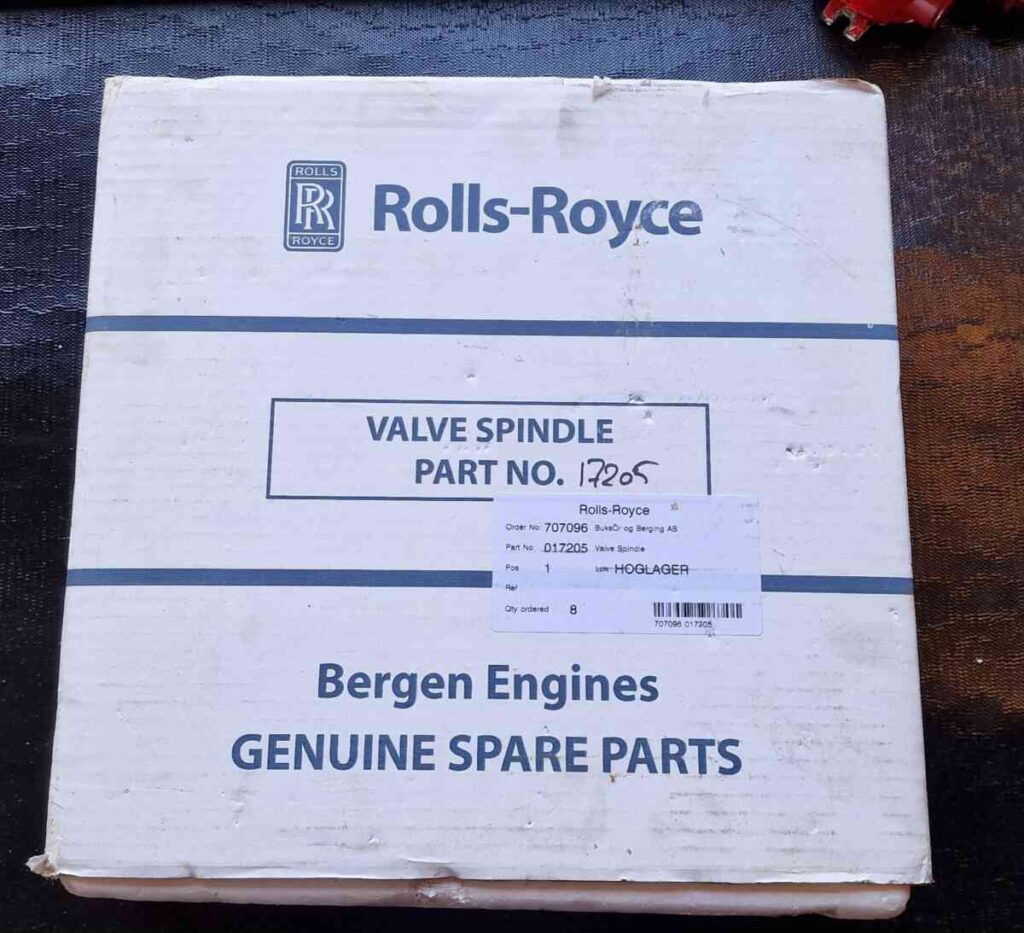 ROLLS
RR
ROYCE
Rolls-Royce
VALVE SPINDLE
PART NO. 17205
Rolls-Royce
Order No 707096 BuksÒr og Berging AS
Part No 017205 Valve Spindle
Pos 1 HOGLAGER
Ref
Qty ordered 8
707096 017205
Bergen Engines
GENUINE SPARE PARTS